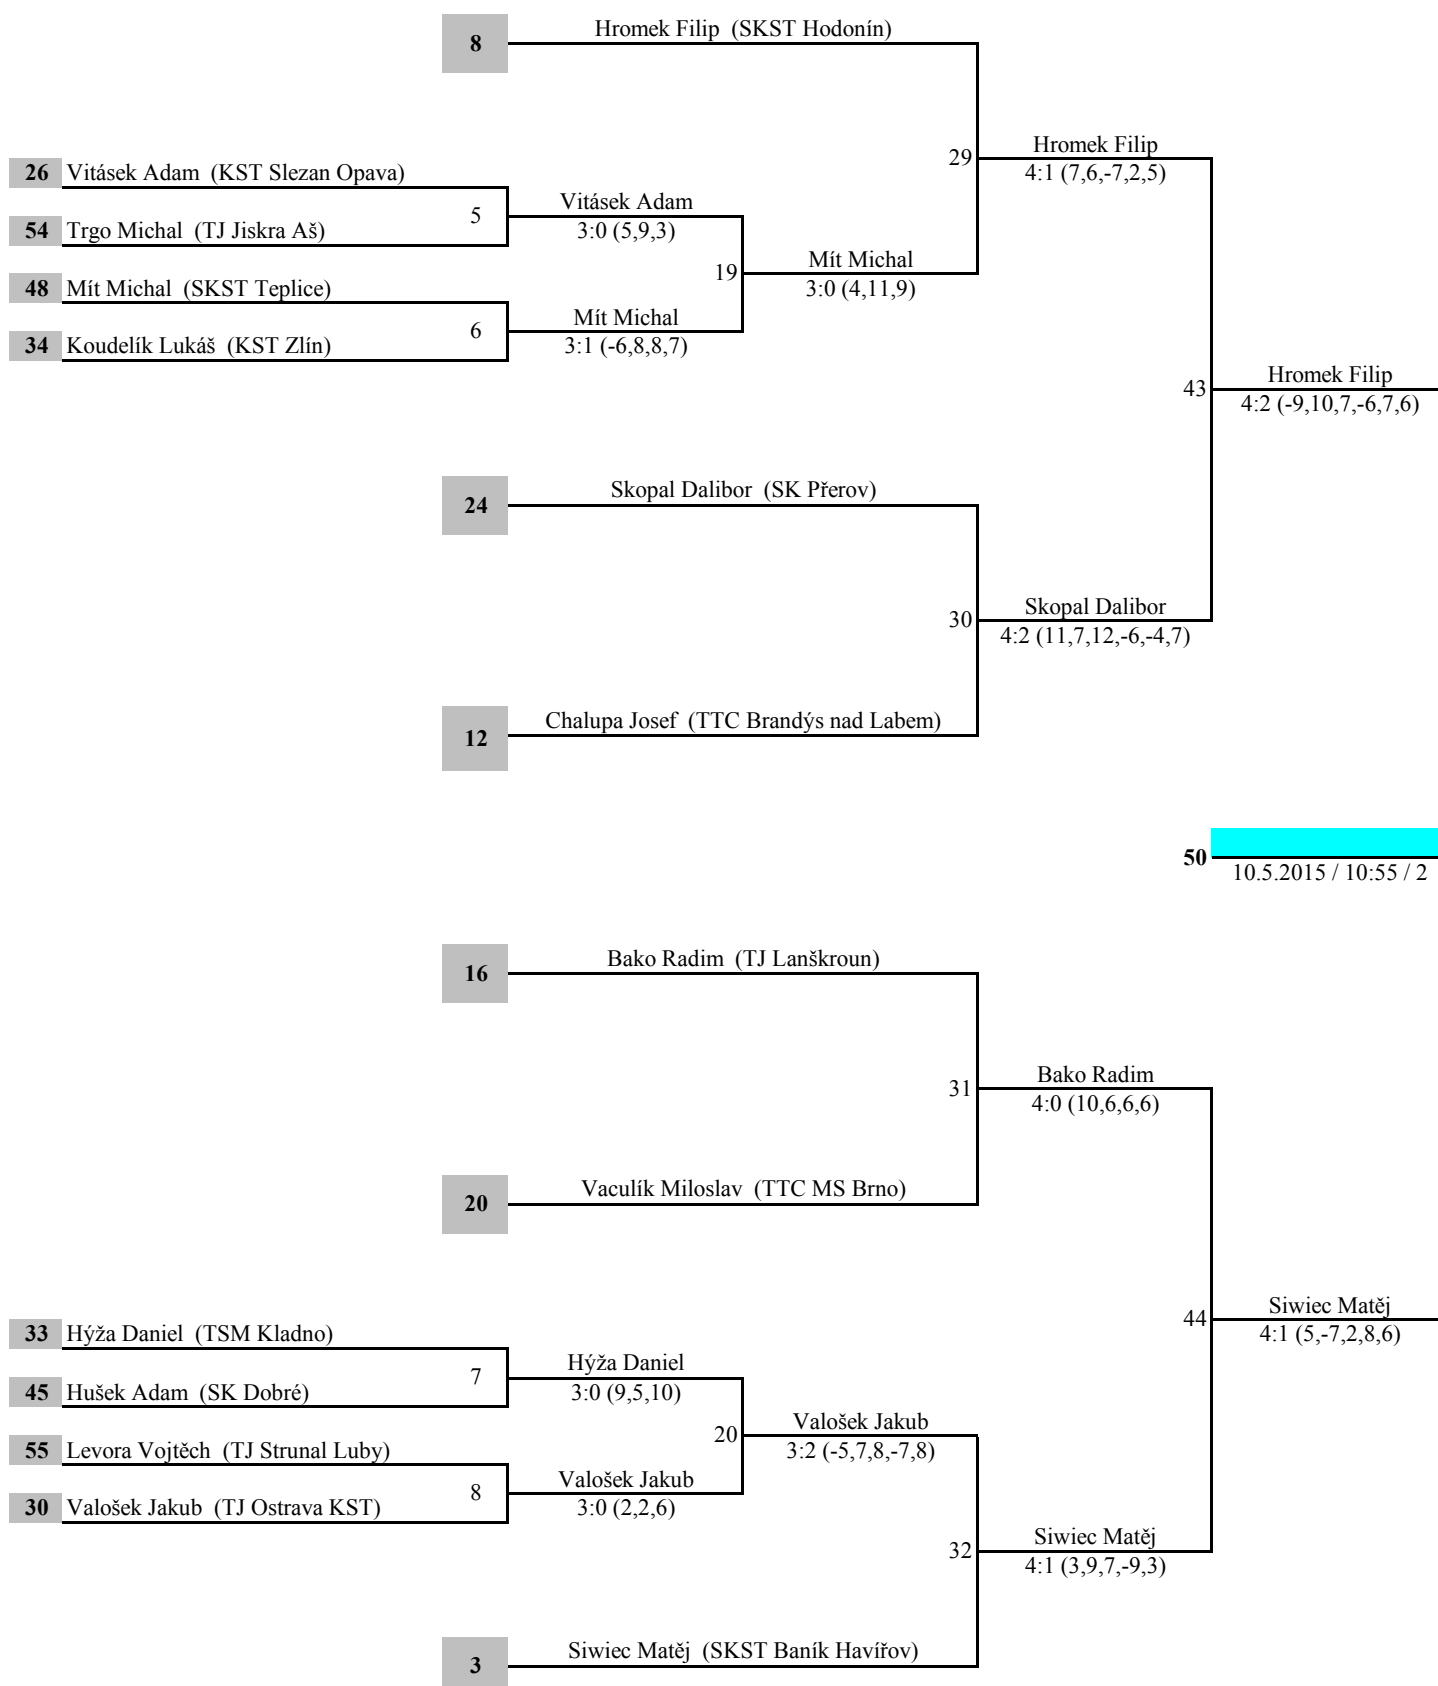 8 Hromek Filip (SKST Hodonín)
29 Hromek Filip
4:1 (7,6,-7,2,5)
26 Vitásek Adam (KST Slezan Opava)
5 Vitásek Adam
3:0 (5,9,3)
54 Trgo Michal (TJ Jiskra Aš)
19 Mít Michal
3:0 (4,11,9)
48 Mít Michal (SKST Teplice)
6 Mít Michal
3:1 (-6,8,8,7)
34 Koudelík Lukáš (KST Zlín)
43 Hromek Filip
4:2 (-9,10,7,-6,7,6)
24 Skopal Dalibor (SK Přerov)
30 Skopal Dalibor
4:2 (11,7,12,-6,-4,7)
12 Chalupa Josef (TTC Brandýs nad Labem)
50
10.5.2015 / 10:55 / 2
16 Bako Radim (TJ Lanškroun)
31 Bako Radim
4:0 (10,6,6,6)
20 Vaculík Miloslav (TTC MS Brno)
44 Siwiec Matěj
4:1 (5,-7,2,8,6)
33 Hýža Daniel (TSM Kladno)
7 Hýža Daniel
3:0 (9,5,10)
45 Hušek Adam (SK Dobré)
20 Valošek Jakub
3:2 (-5,7,8,-7,8)
55 Levora Vojtěch (TJ Strunal Luby)
8 Valošek Jakub
3:0 (2,2,6)
30 Valošek Jakub (TJ Ostrava KST)
32 Siwiec Matěj
4:1 (3,9,7,-9,3)
3 Siwiec Matěj (SKST Baník Havířov)